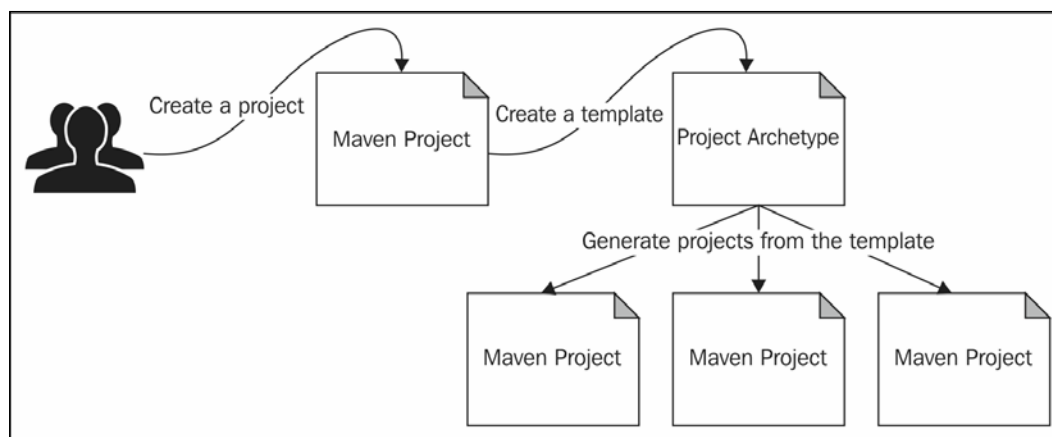 Create a project
Maven Project
Create a template
Project Archetype
Generate projects from the template
Maven Project
Maven Project
Maven Project